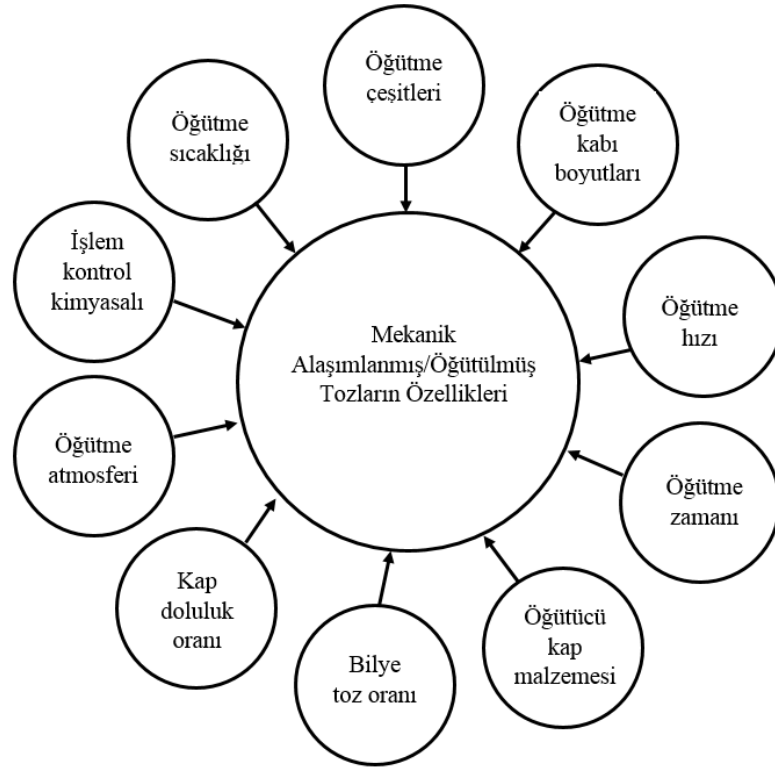 Öğütme
çeşitleri
Öğütme
kabı
boyutları
Öğütme
hızı
Öğütme
zamanı
Öğütücü
kap
malzemesi
Bilye
toz oranı
Kap
doluluk
oranı
Öğütme
atmosferi
İşlem
kontrol
kimyasalı
Öğütme
sıcaklığı
Mekanik
Alaşımlanmış/Öğütülmüş
Tozların Özellikleri